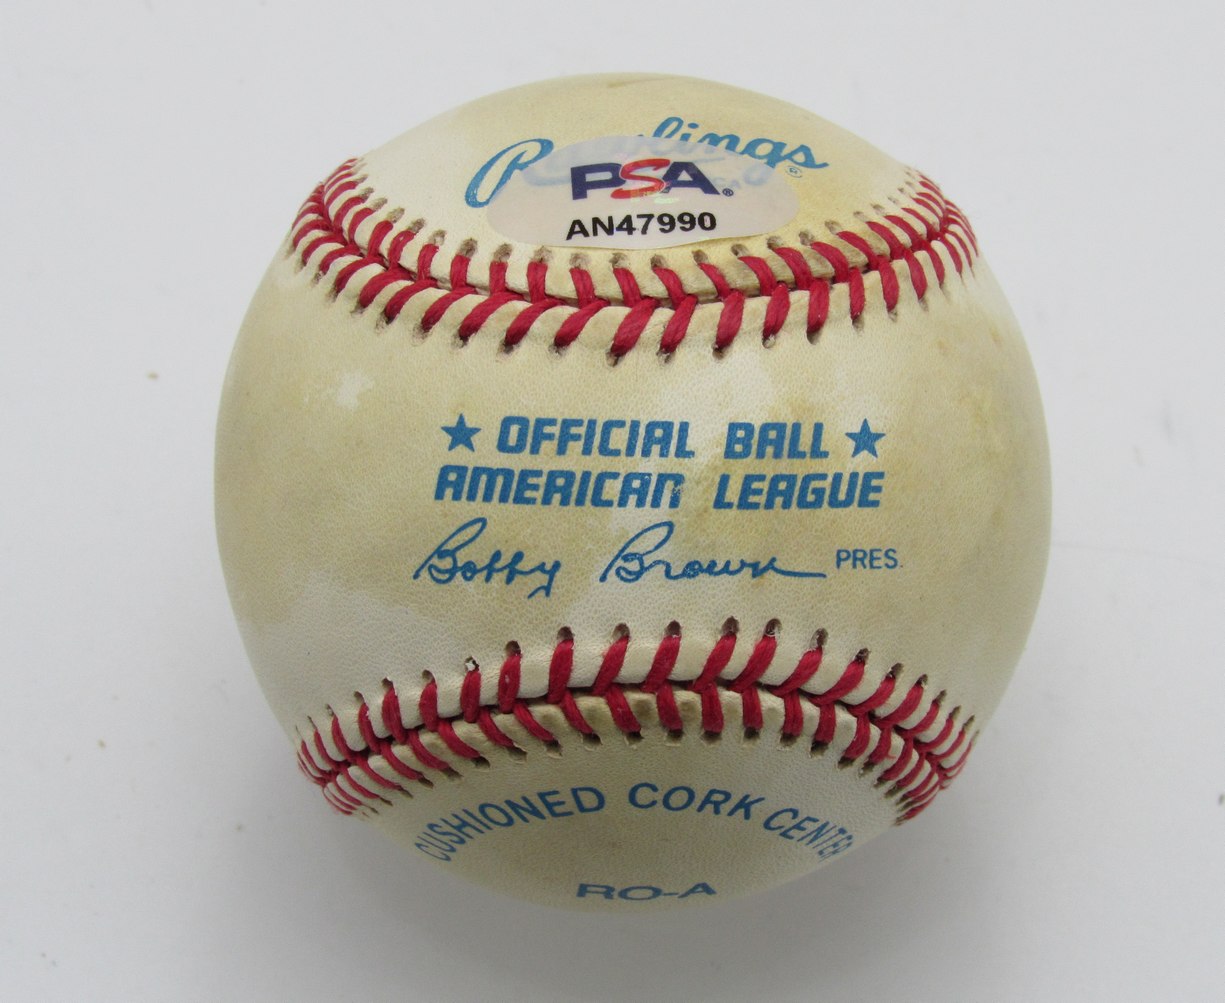 Rawlings
PSA®
AN47990
★ OFFICIAL BALL ★
AMERICAN LEAGUE
Bobby Brown PRES.
CUSHIONED CORK CENTER
RO-A